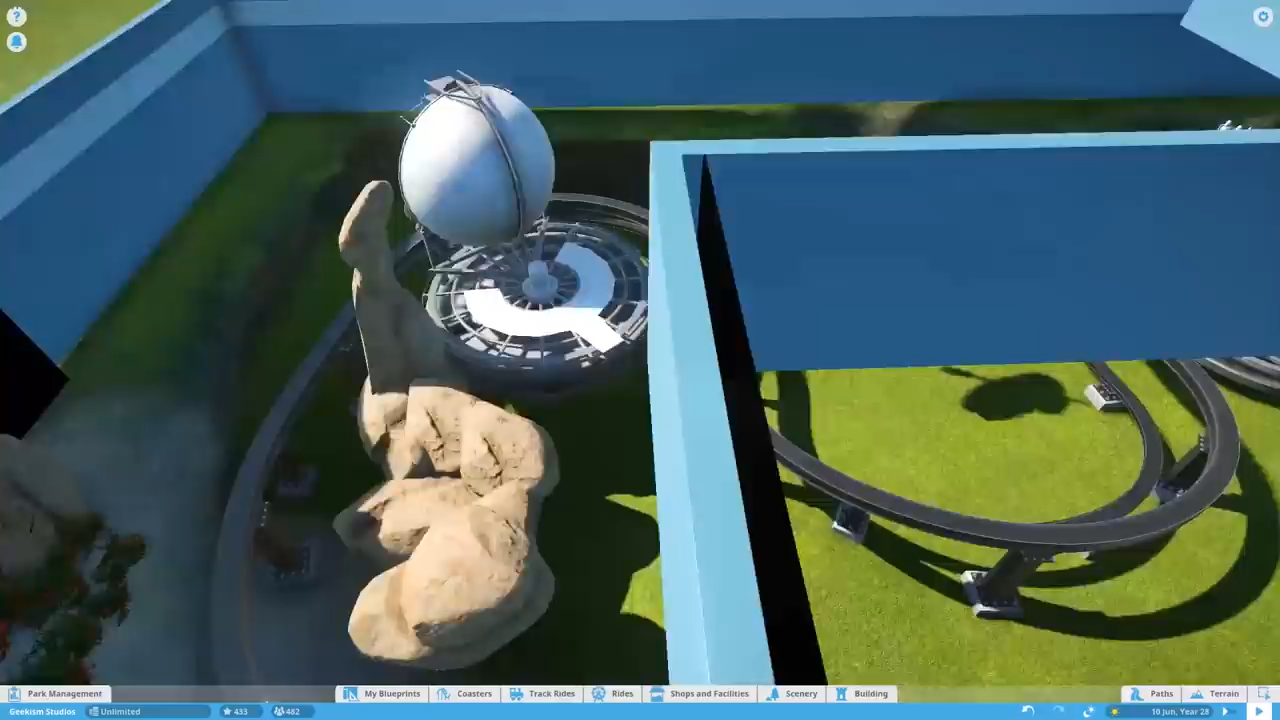 ?
Park Management
My Blueprints
Coasters
Track Rides
Rides
Shops and Facilities
Scenery
Building
Paths
Terrain
Geekism Studios
Unlimited
433
482
10 Jun, Year 28